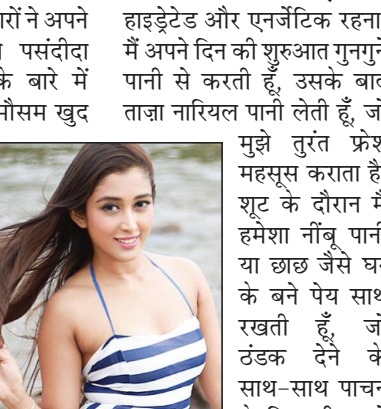 रों ने अपने
पसंदीदा
के बारे में
मौसम खुद
हाइड्रेटेड और एनर्जेटिक रहना
मैं अपने दिन की शुरुआत गुनगुने
पानी से करती हूँ, उसके बाद
ताज़ा नारियल पानी लेती हूँ, जो
मुझे तुरंत फ्रेश
महसूस कराता है
शूट के दौरान मैं
हमेशा नींबू पानी
या छाछ जैसे घर
के बने पेय साथ
रखती हूँ, जो
ठंडक देने के
साथ-साथ पाचन